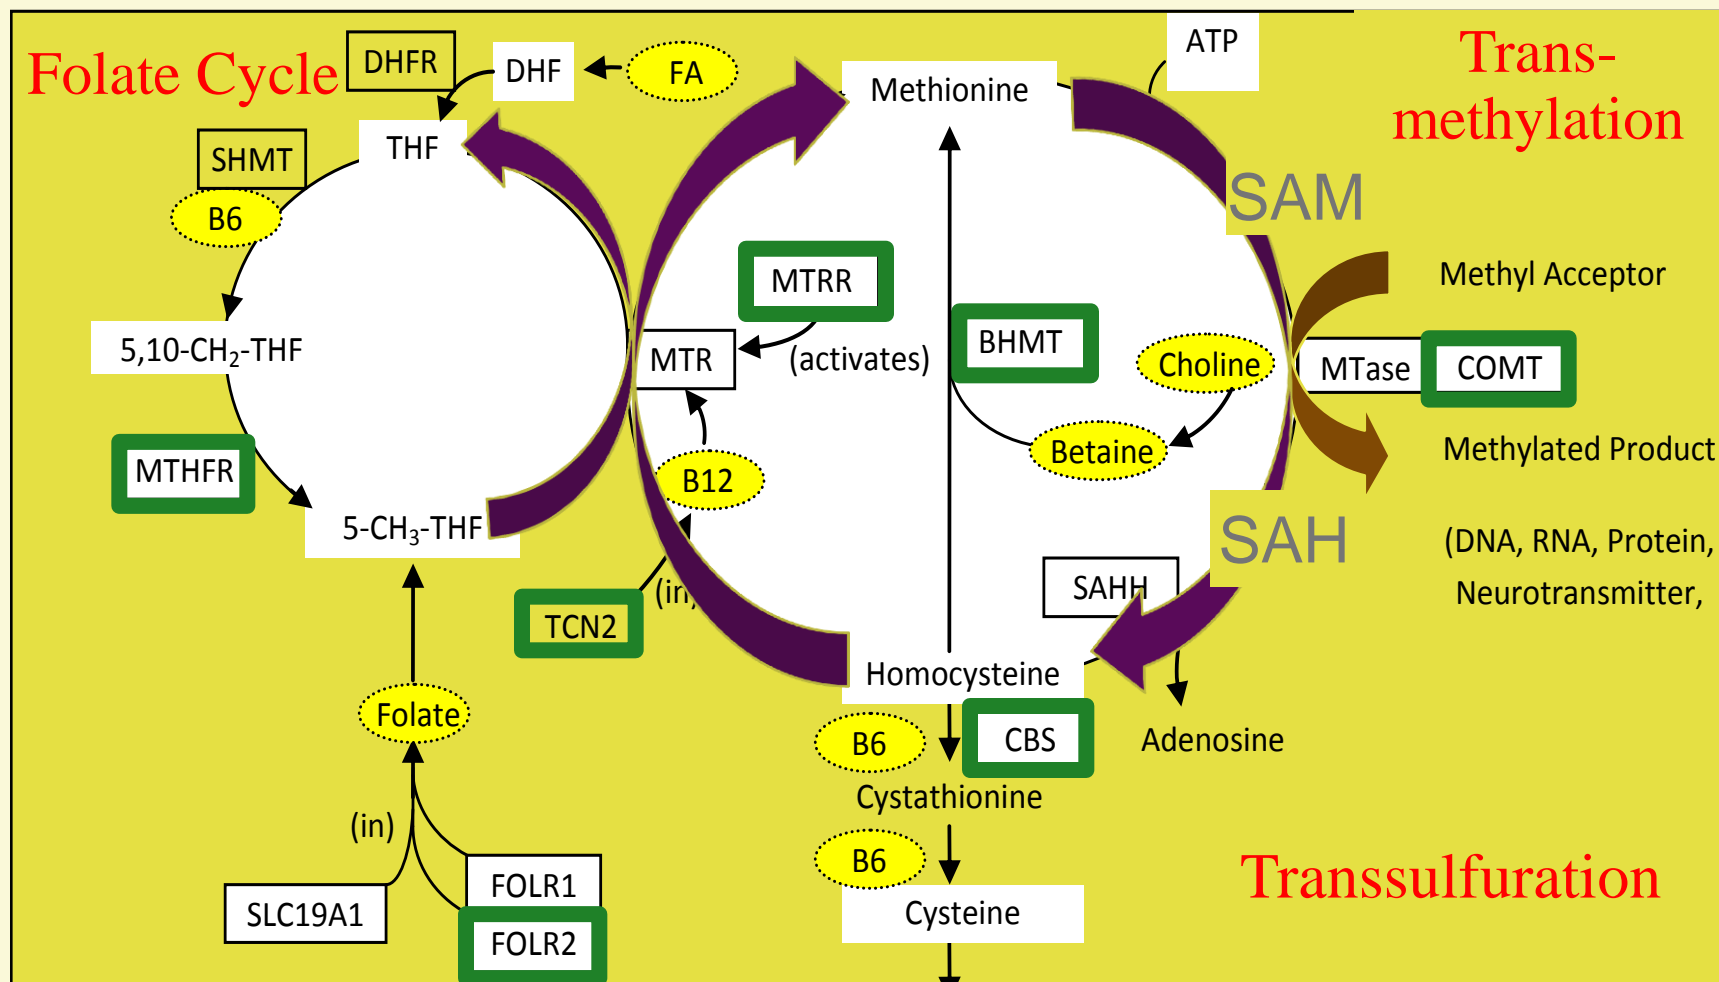 Folate Cycle
DHFR
DHF
FA
ATP
Trans-
methylation
Methionine
THF
SHMT
B6
SAM
MTRR
Methyl Acceptor
5,10-CH₂-THF
MTR
(activates)
BHMT
Choline
MTase
COMT
MTHFR
B12
Betaine
Methylated Product
5-CH₃-THF
SAH
(DNA, RNA, Protein,
Neurotransmitter,
(in)
SAHH
TCN2
Homocysteine
Folate
B6
CBS
Adenosine
Cystathionine
(in)
B6
Transsulfuration
SLC19A1
FOLR1
Cysteine
FOLR2